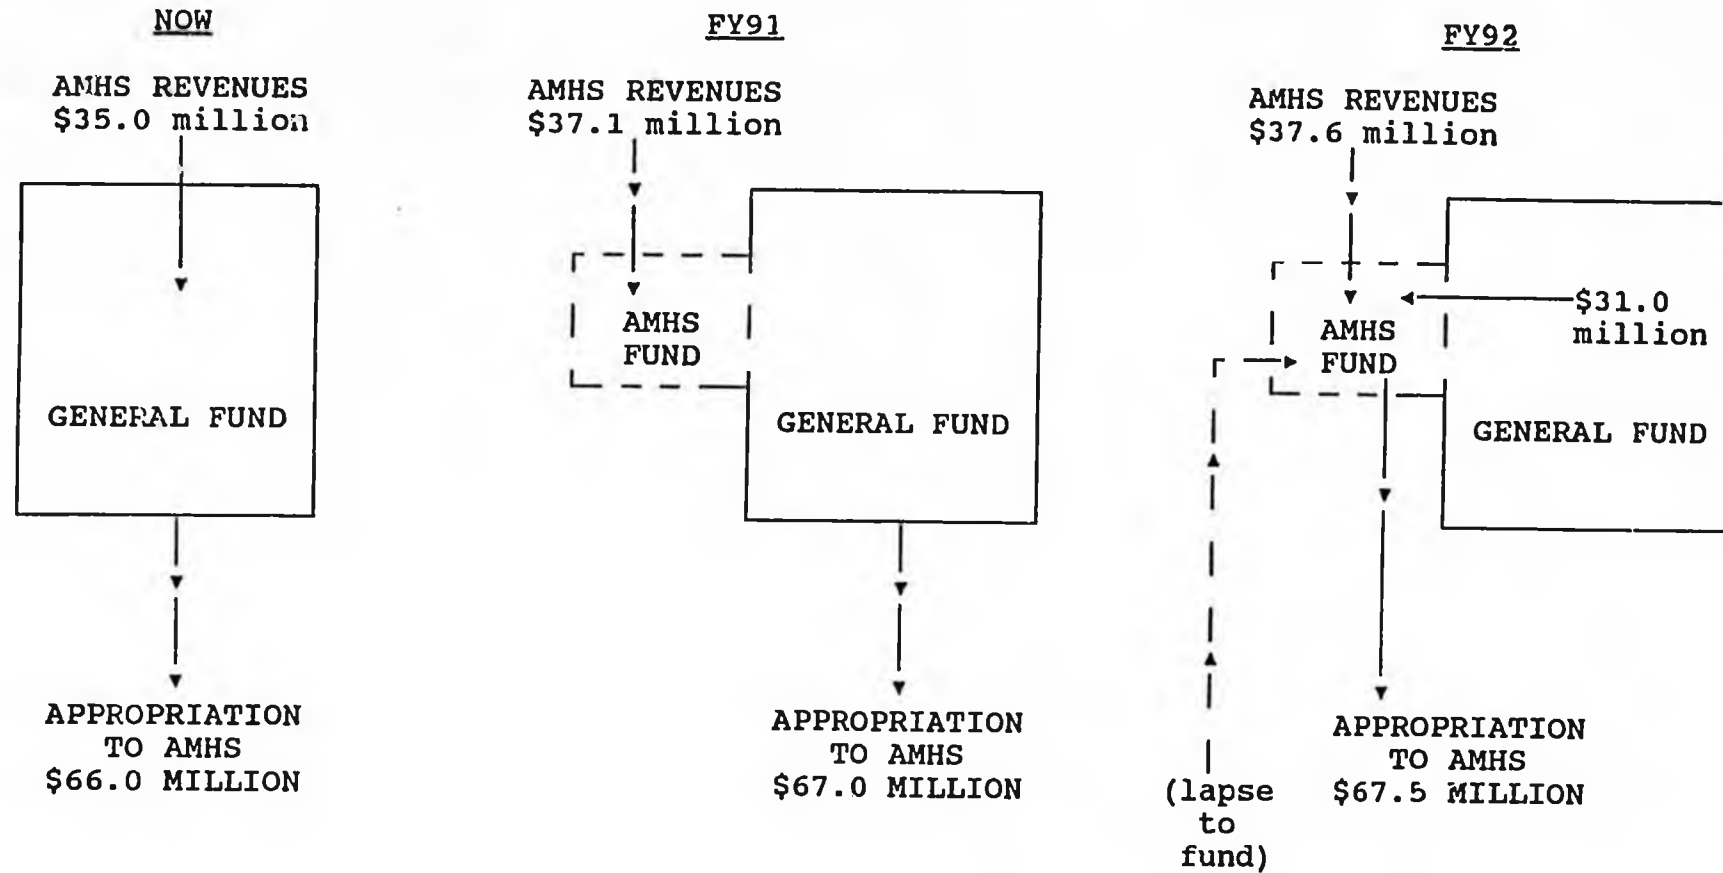 NOW
AMHS REVENUES
$35.0 million
GENERAL FUND
APPROPRIATION
TO AMHS
$66.0 MILLION
FY91
AMHS REVENUES
$37.1 million
AMHS
FUND
GENERAL FUND
APPROPRIATION
TO AMHS
$67.0 MILLION
FY92
AMHS REVENUES
$37.6 million
$31.0
million
AMHS
FUND
GENERAL FUND
APPROPRIATION
TO AMHS
$67.5 MILLION
(lapse
to
fund)